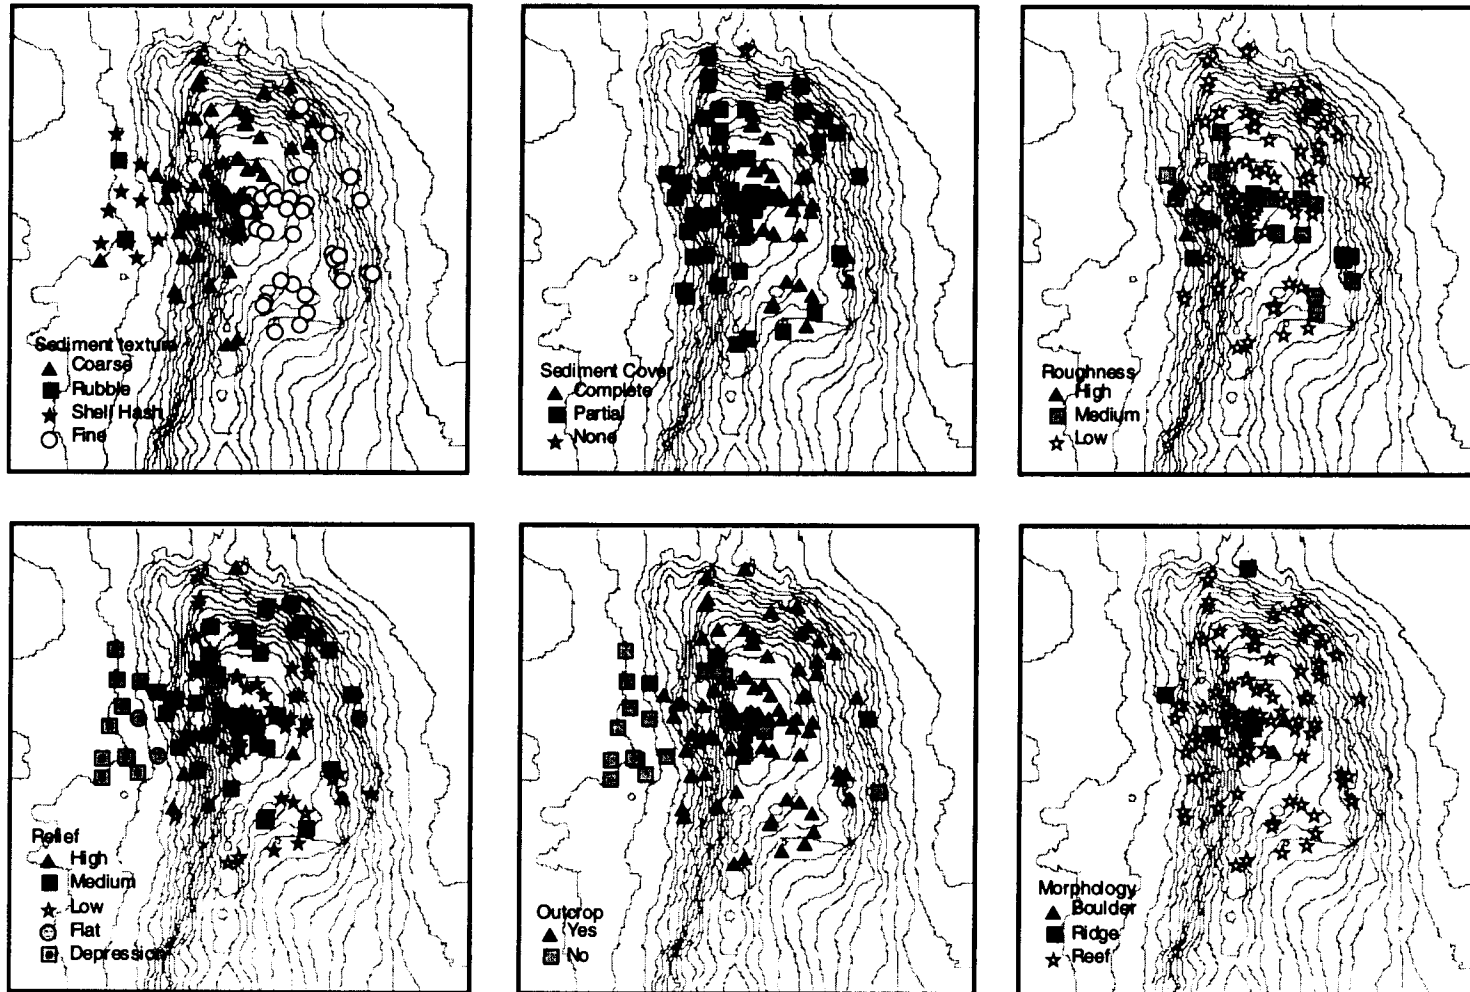 Sediment texture
Coarse
Rubble
Shell Hash
Fine
Sediment Cover
Complete
Partial
None
Roughness
High
Medium
Low
Relief
High
Medium
Low
Flat
Depression
Outcrop
Yes
No
Morphology
Boulder
Ridge
Reef